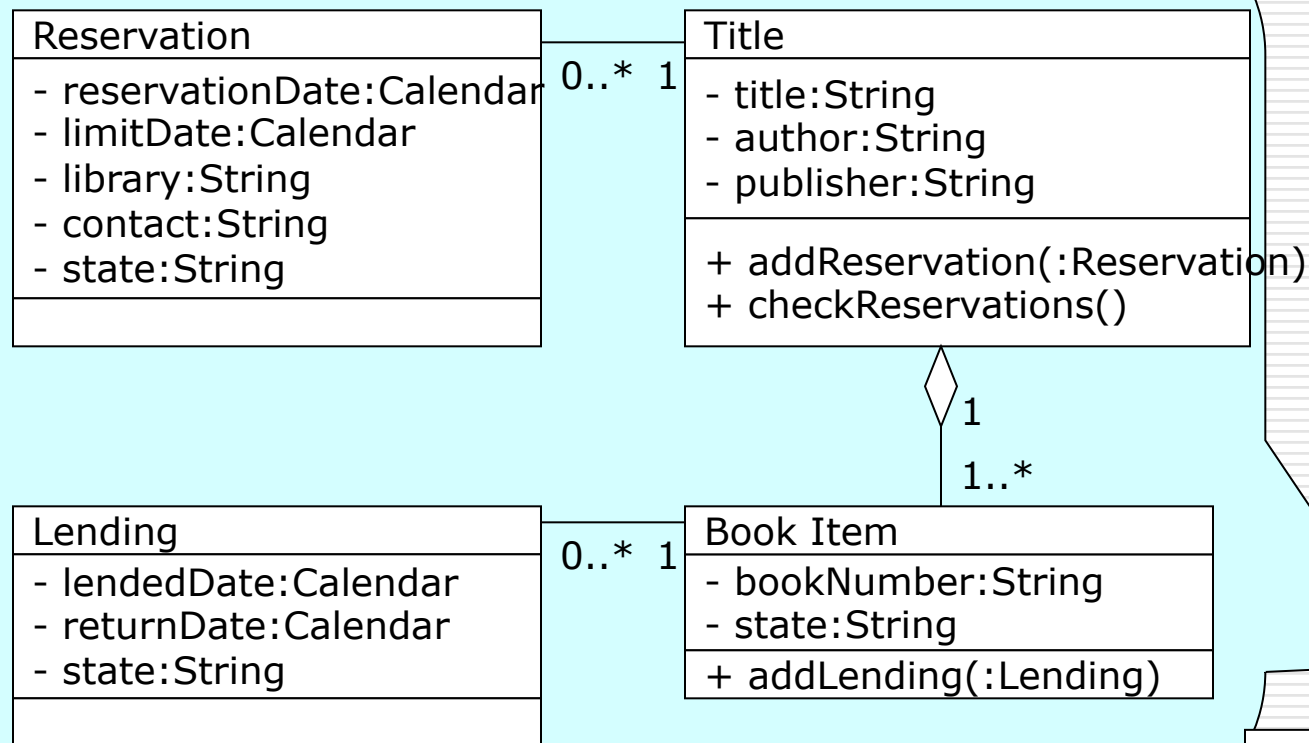 Reservation
- reservationDate:Calendar
- limitDate:Calendar
- library:String
- contact:String
- state:String
0..* 1
Title
- title:String
- author:String
- publisher:String
+ addReservation(:Reservation)
+ checkReservations()
1
1..*
Lending
- lendedDate:Calendar
- returnDate:Calendar
- state:String
0..* 1
Book Item
- bookNumber:String
- state:String
+ addLending(:Lending)